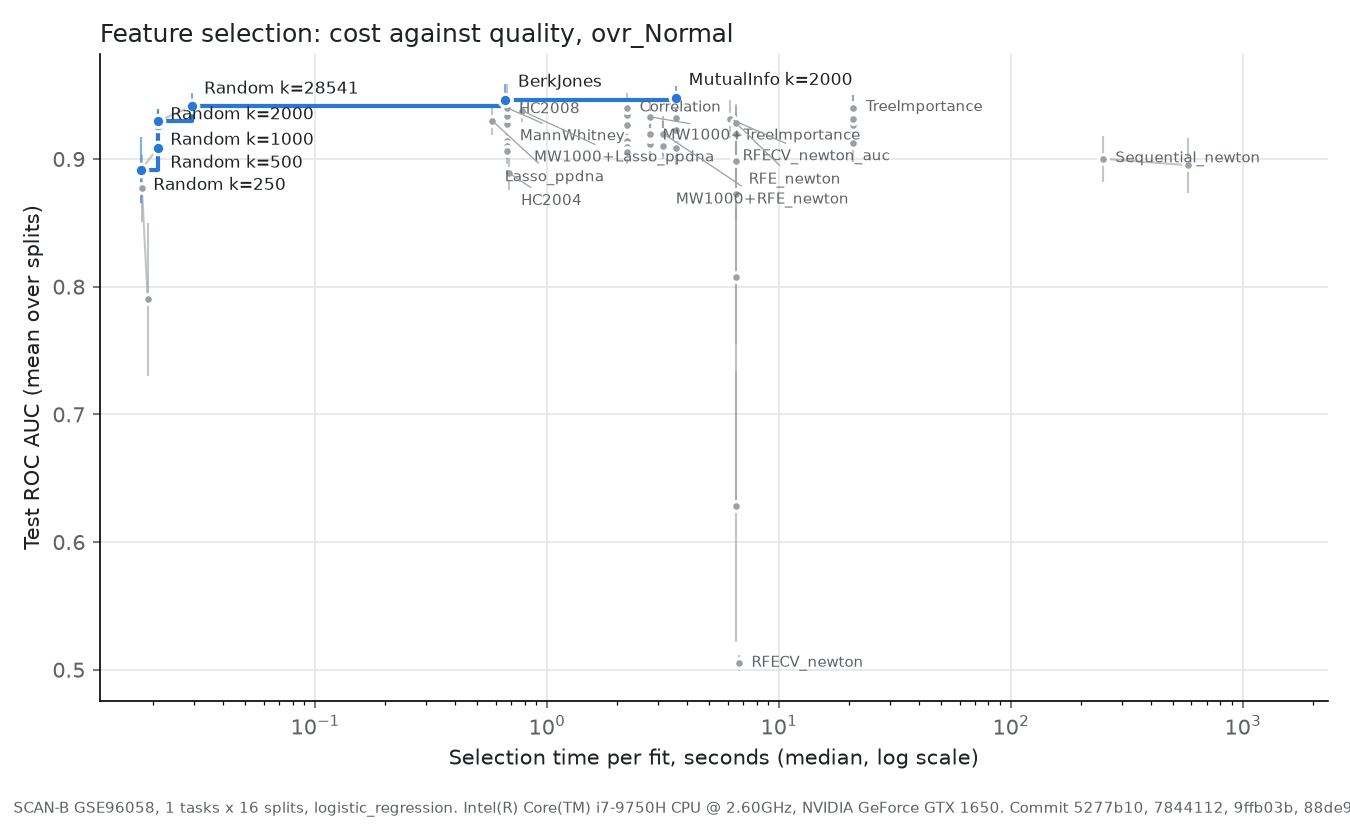 Feature selection: cost against quality, ovr_Normal
Random k=28541
BerkJones
MutualInfo k=2000
Random k=2000
HC2008
Correlation
TreeImportance
Random k=1000
MannWhitney
MW1000+TreeImportance
Random k=500
MW1000+Lasso_ppdna
RFECV_newton_auc
Sequential_newton
Random k=250
Lasso_ppdna
RFE_newton
HC2004
MW1000+RFE_newton
RFECV_newton
0.9
0.8
0.7
0.6
0.5
Test ROC AUC (mean over splits)
10⁻¹
10⁰
10¹
10²
10³
Selection time per fit, seconds (median, log scale)
SCAN-B GSE96058, 1 tasks x 16 splits, logistic_regression. Intel(R) Core(TM) i7-9750H CPU @ 2.60GHz, NVIDIA GeForce GTX 1650. Commit 5277b10, 7844112, 9ffb03b, 88de9